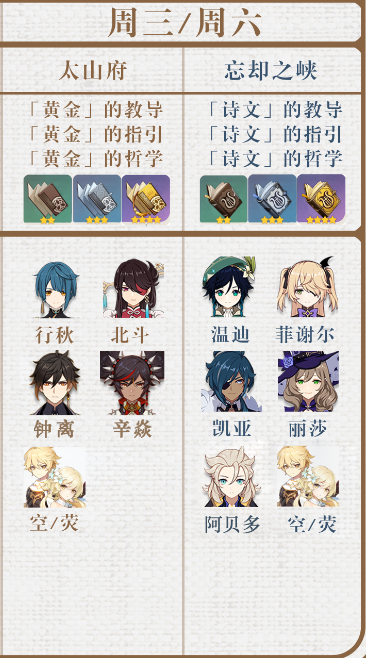 周三/周六
太山府
忘却之峡
「黄金」的教导
「黄金」的指引
「黄金」的哲学
「诗文」的教导
「诗文」的指引
「诗文」的哲学
行秋
北斗
钟离
辛焱
空/荧
温迪
菲谢尔
凯亚
丽莎
阿贝多
空/荧